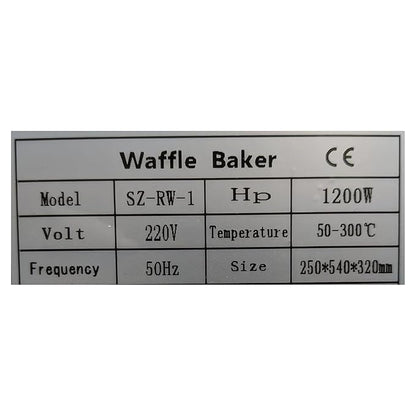 Waffle Baker CE
Model SZ-RW-1 Hp 1200W
Volt 220V Temperature 50-300℃
Frequency 50Hz Size 250*540*320mm